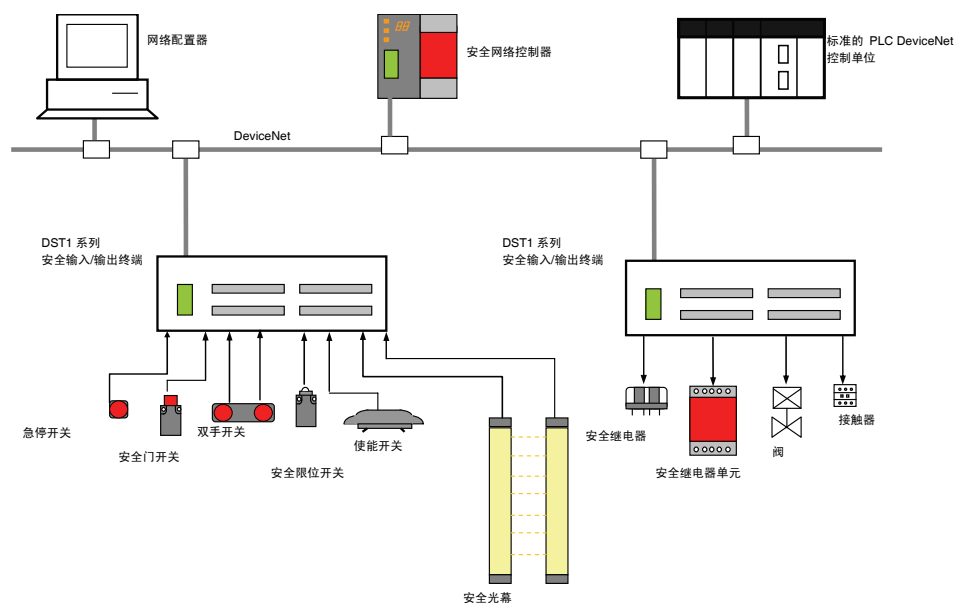 网络配置器
安全网络控制器
标准的 PLC DeviceNet
控制单位
DeviceNet
DST1 系列
安全输入/输出终端
DST1 系列
安全输入/输出终端
急停开关
安全门开关
双手开关
安全限位开关
使能开关
安全光幕
安全继电器
安全继电器单元
阀
接触器